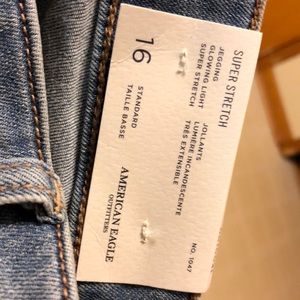 SUPER STRETCH
JEGGING
GLOWING LIGHT
SUPER STRETCH
JOLLANTS
LUMIÈRE INCANDESCENTE
TRÈS EXTENSIBLE
NO. 1047
16
STANDARD
TAILLE BASSE
AMERICAN EAGLE
OUTFITTERS